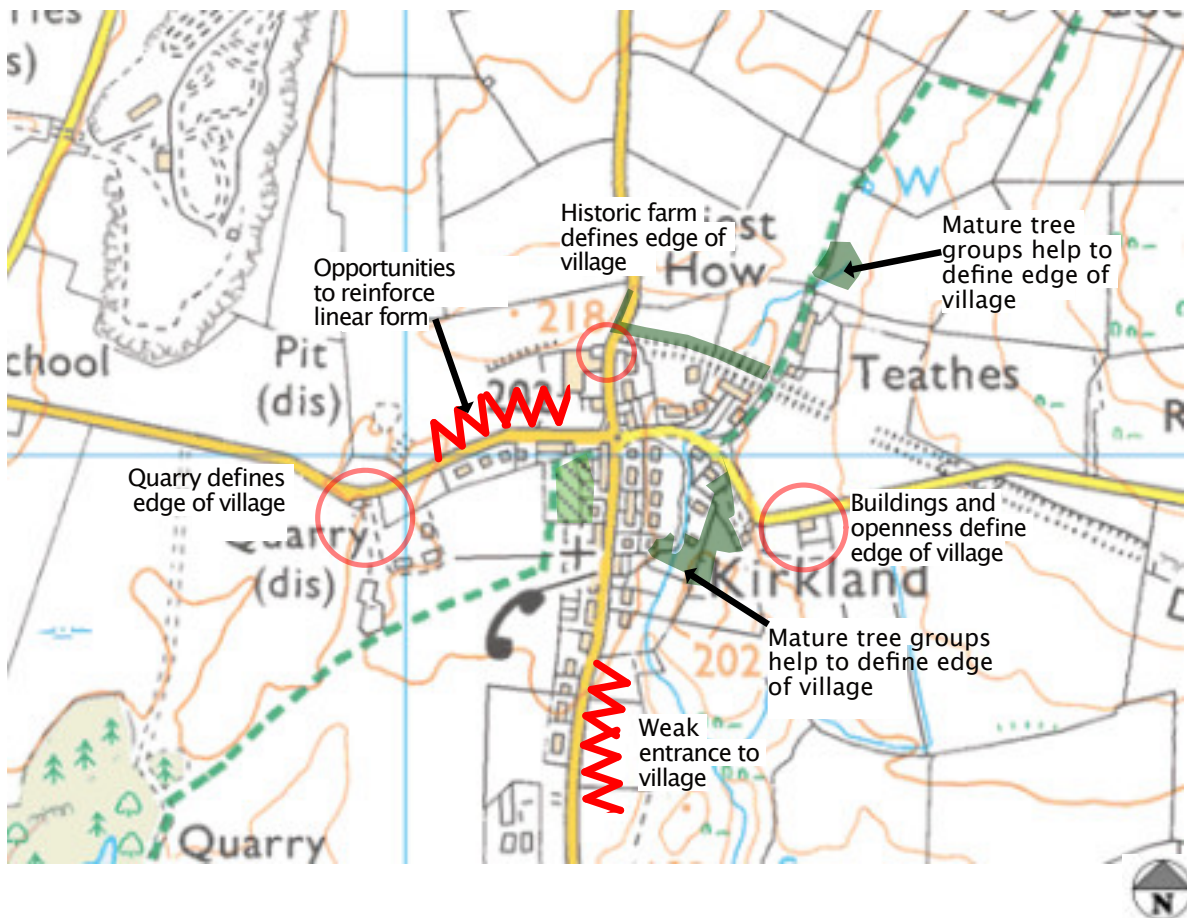 s)
Historic farm
defines edge of
village
How
Mature tree
groups help to
define edge of
village
W
Opportunities
to reinforce
linear form
218
Pit
(dis)
Teathes
Quarry defines
edge of village
Quarry
(dis)
Buildings and
openness define
edge of village
Kirkland
Mature tree groups
help to define edge
of village
202
Weak
entrance to
village
Quarry
N